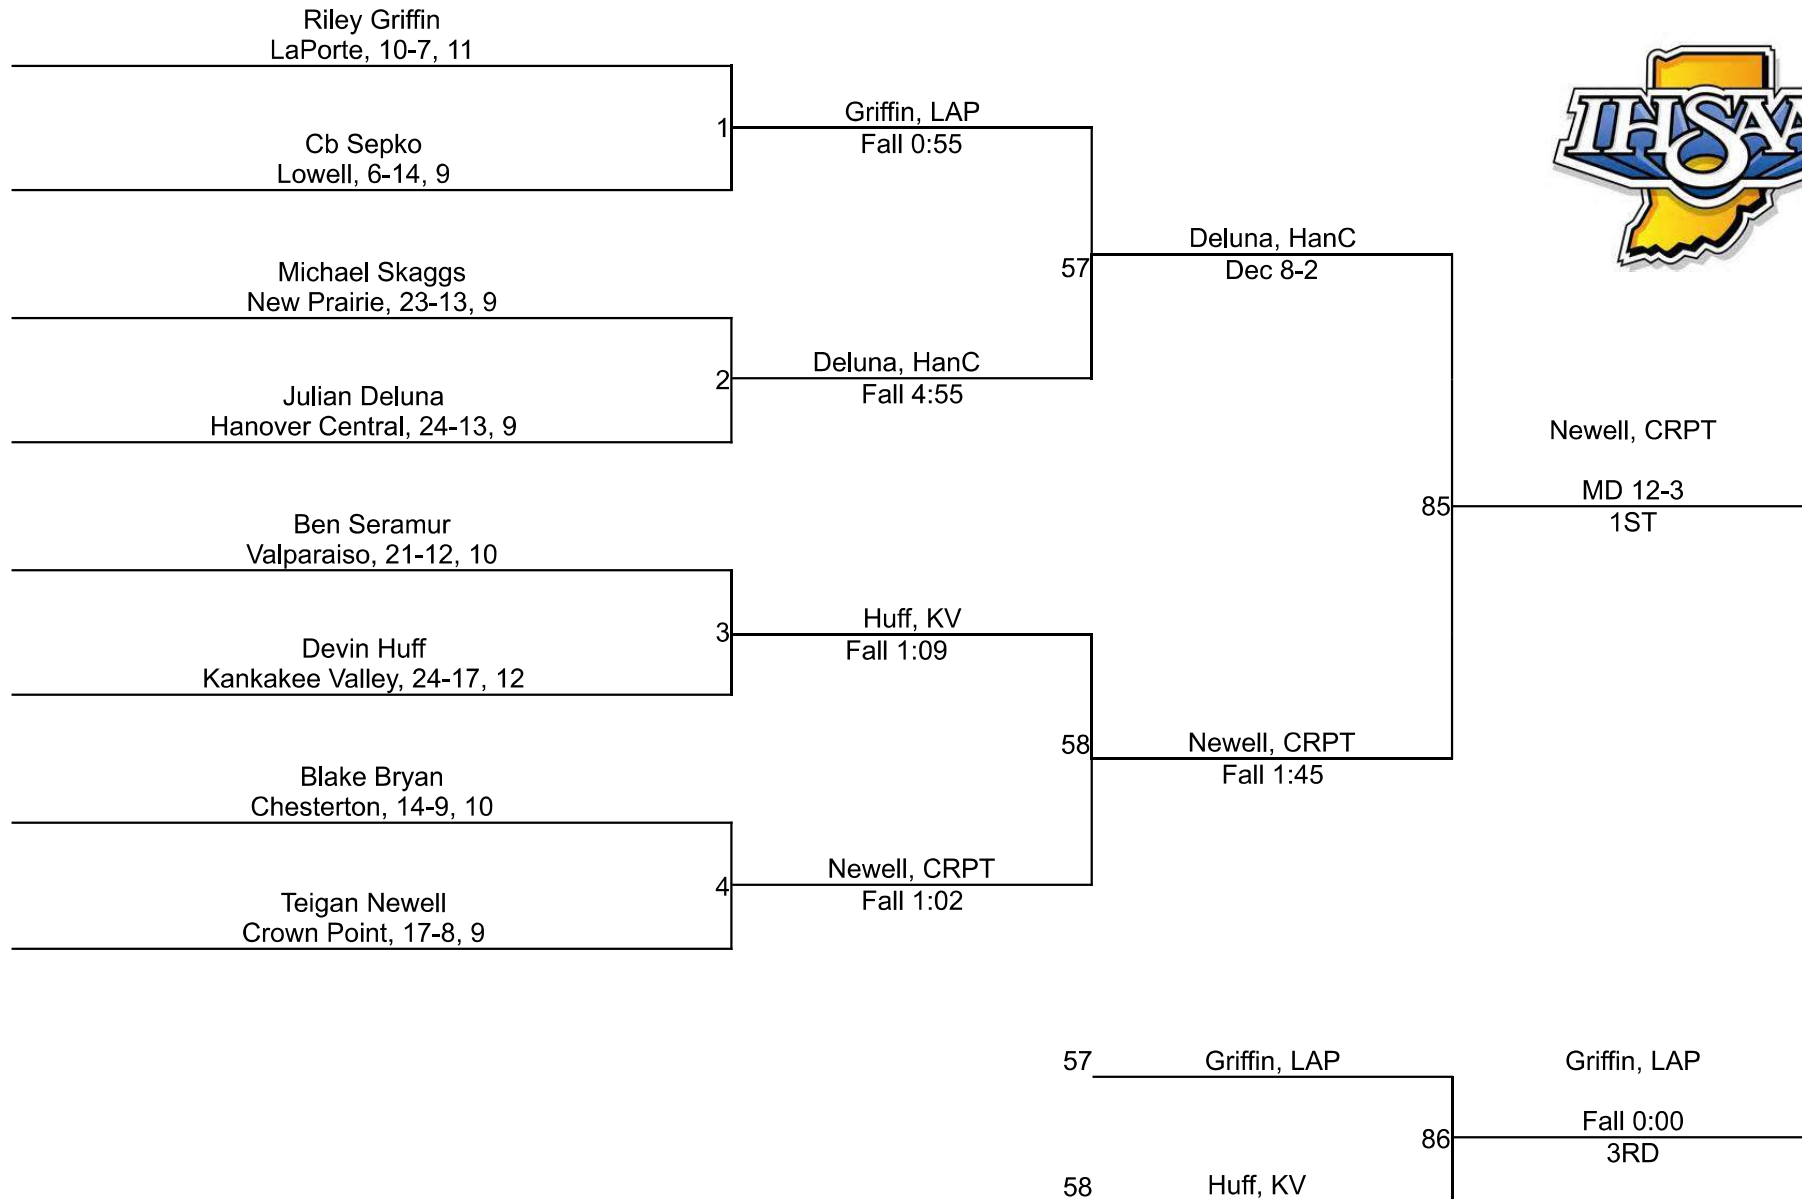 Riley Griffin
LaPorte, 10-7, 11
Cb Sepko
Lowell, 6-14, 9
1
Griffin, LAP
Fall 0:55
IHSAA
Michael Skaggs
New Prairie, 23-13, 9
Julian Deluna
Hanover Central, 24-13, 9
2
Deluna, HanC
Fall 4:55
57
Deluna, HanC
Dec 8-2
Ben Seramur
Valparaiso, 21-12, 10
Devin Huff
Kankakee Valley, 24-17, 12
3
Huff, KV
Fall 1:09
Blake Bryan
Chesterton, 14-9, 10
Teigan Newell
Crown Point, 17-8, 9
4
Newell, CRPT
Fall 1:02
58
Newell, CRPT
Fall 1:45
85
Newell, CRPT
MD 12-3
1ST
57
Griffin, LAP
58
Huff, KV
86
Griffin, LAP
Fall 0:00
3RD